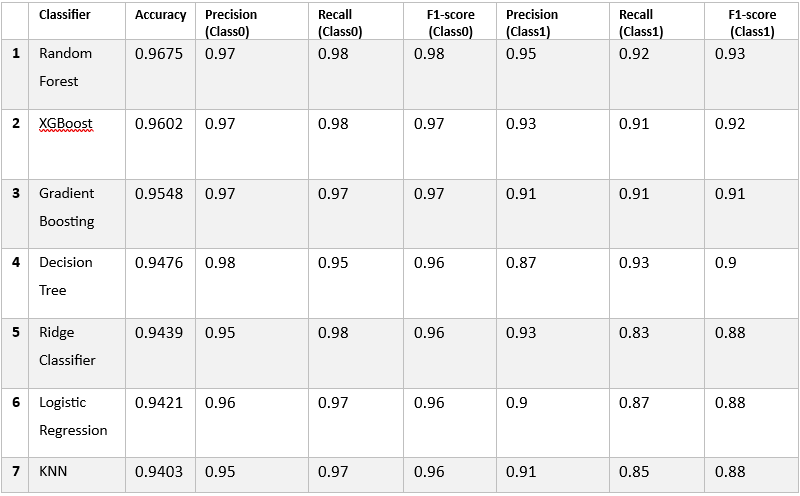 Classifier Accuracy Precision (Class0) Recall (Class0) F1-score (Class0) Precision (Class1) Recall (Class1) F1-score (Class1)
1 Random Forest 0.9675 0.97 0.98 0.98 0.95 0.92 0.93
2 XGBoost 0.9602 0.97 0.98 0.97 0.93 0.91 0.92
3 Gradient Boosting 0.9548 0.97 0.97 0.97 0.91 0.91 0.91
4 Decision Tree 0.9476 0.98 0.95 0.96 0.87 0.93 0.9
5 Ridge Classifier 0.9439 0.95 0.98 0.96 0.93 0.83 0.88
6 Logistic Regression 0.9421 0.96 0.97 0.96 0.9 0.87 0.88
7 KNN 0.9403 0.95 0.97 0.96 0.91 0.85 0.88